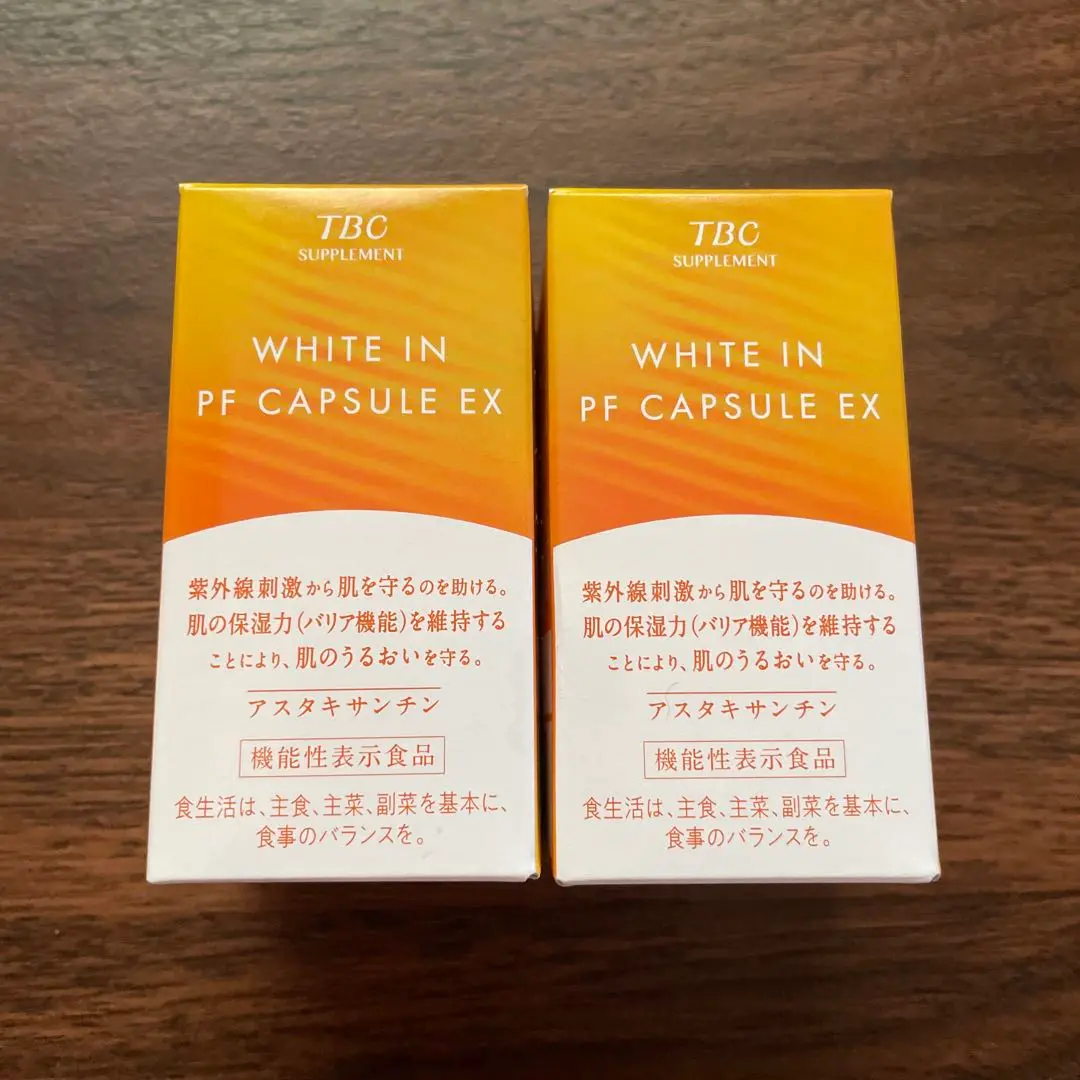 TBC
SUPPLEMENT
WHITE IN
PF CAPSULE EX
紫外線刺激から肌を守るのを助ける。
肌の保湿力(バリア機能)を維持する
ことにより、肌のうるおいを守る。
アスタキサンチン
機能性表示食品
食生活は、主食、主菜、副菜を基本に、
食事のバランスを。
TBC
SUPPLEMENT
WHITE IN
PF CAPSULE EX
紫外線刺激から肌を守るのを助ける。
肌の保湿力(バリア機能)を維持する
ことにより、肌のうるおいを守る。
アスタキサンチン
機能性表示食品
食生活は、主食、主菜、副菜を基本に、
食事のバランスを。